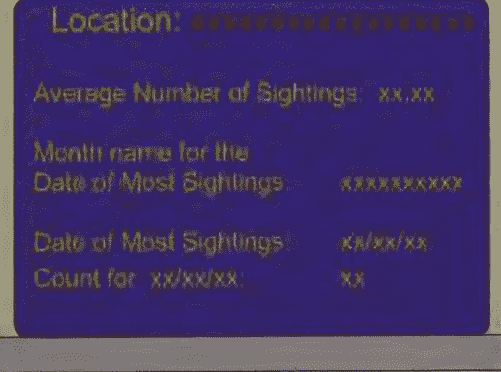 Location: xxxxxxxxxxxxxxxxxxxx
Average Number of Sightings: xx.xx
Month name for the
Date of Most Sightings: xxxxxxxxxx
Date of Most Sightings: xx/xx/xx
Count for xx/xx/xx: xx